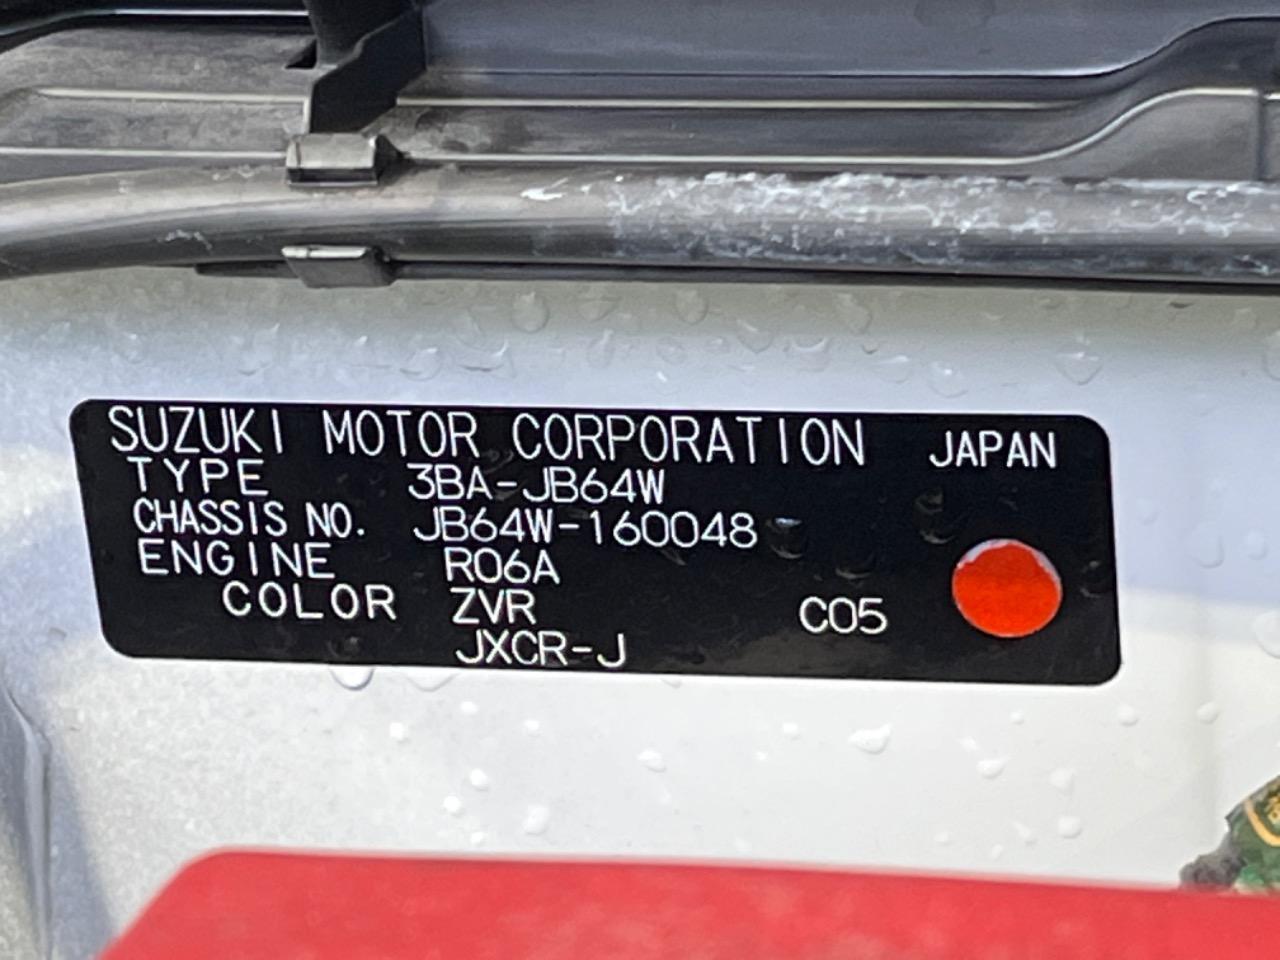 SUZUKI MOTOR CORPORATION JAPAN
TYPE 3BA-JB64W
CHASSIS NO. JB64W-160048
ENGINE R06A
COLOR ZVR C05
JXCR-J